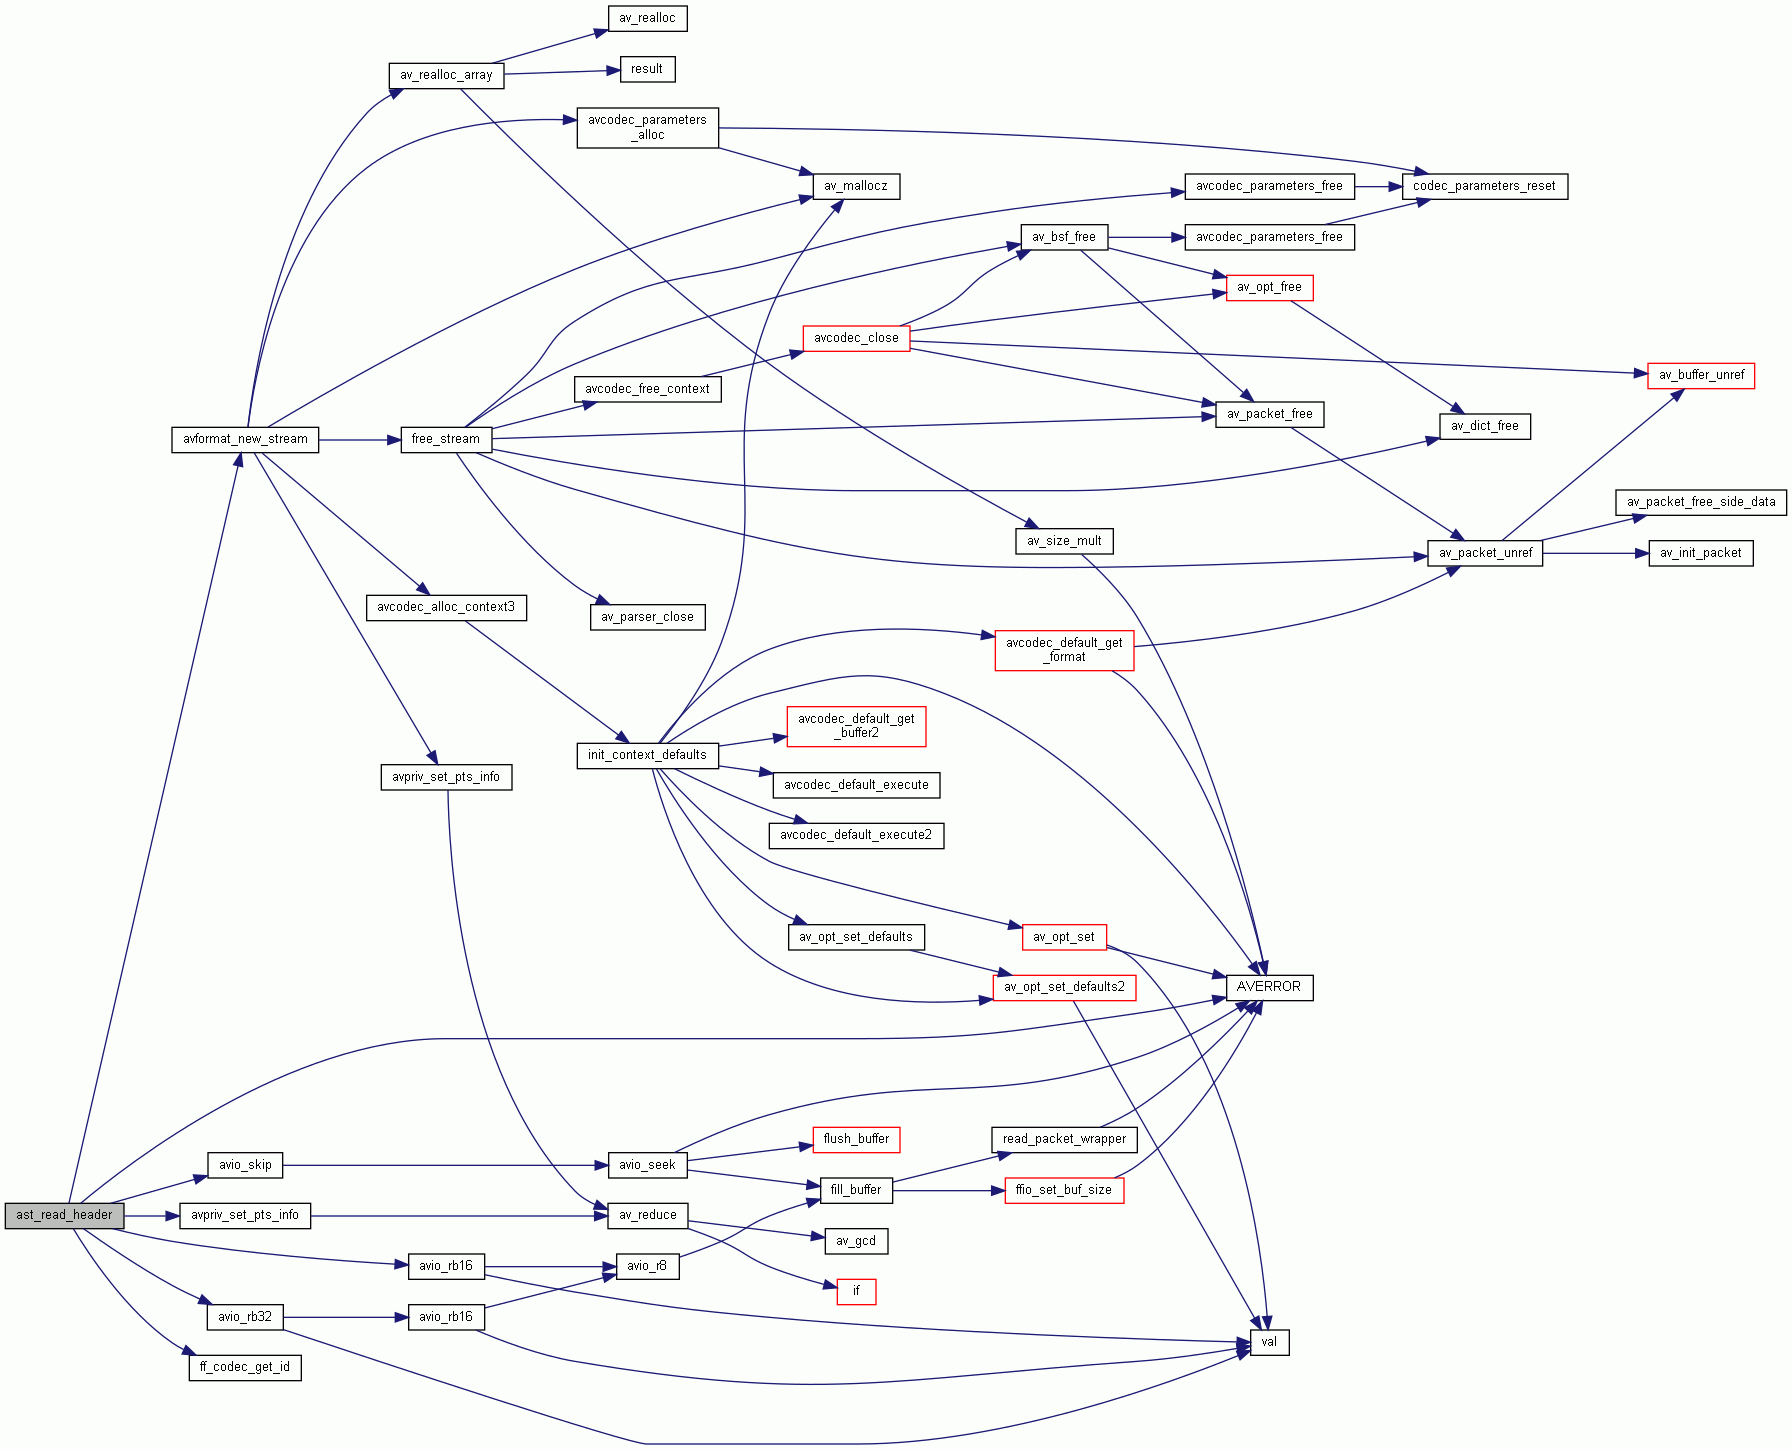 av_realloc
av_realloc_array
result
avcodec_parameters
_alloc
av_mallocz
avcodec_parameters_free
codec_parameters_reset
av_bsf_free
avcodec_parameters_free
av_opt_free
avcodec_close
avcodec_free_context
av_buffer_unref
av_packet_free
av_dict_free
avformat_new_stream
free_stream
av_packet_free_side_data
av_size_mult
av_packet_unref
av_init_packet
avcodec_alloc_context3
av_parser_close
avcodec_default_get
_format
avcodec_default_get
_buffer2
init_context_defaults
avpriv_set_pts_info
avcodec_default_execute
avcodec_default_execute2
av_opt_set_defaults
av_opt_set
av_opt_set_defaults2
AVERROR
flush_buffer
read_packet_wrapper
avio_skip
avio_seek
fill_buffer
ffio_set_buf_size
ast_read_header
avpriv_set_pts_info
av_reduce
av_gcd
avio_rb16
avio_r8
if
avio_rb32
avio_rb16
val
ff_codec_get_id